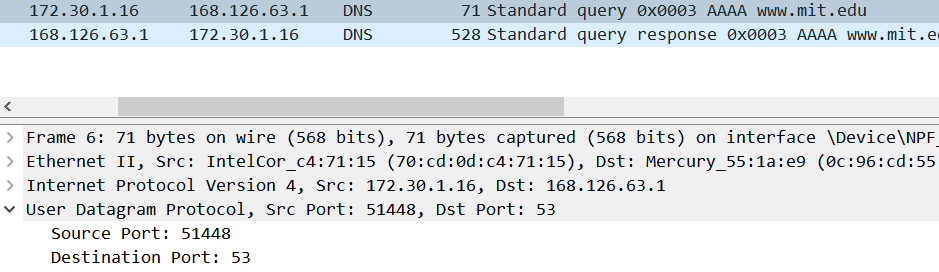 172.30.1.16 168.126.63.1 DNS 71 Standard query 0x0003 AAAA www.mit.edu
168.126.63.1 172.30.1.16 DNS 528 Standard query response 0x0003 AAAA www.mit.e
Frame 6: 71 bytes on wire (568 bits), 71 bytes captured (568 bits) on interface \Device\NPF_
Ethernet II, Src: IntelCor_c4:71:15 (70:cd:0d:c4:71:15), Dst: Mercury_55:1a:e9 (0c:96:cd:55
Internet Protocol Version 4, Src: 172.30.1.16, Dst: 168.126.63.1
User Datagram Protocol, Src Port: 51448, Dst Port: 53
Source Port: 51448
Destination Port: 53